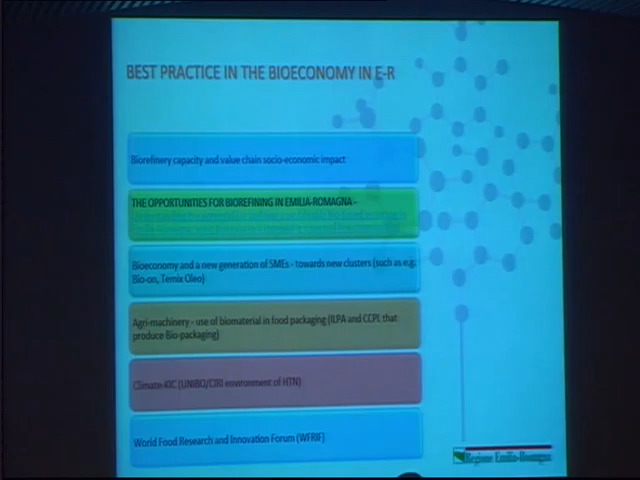 BEST PRACTICE IN THE BIOECONOMY IN E-R
Biorefinery capacity and value chain socio-economic impact
THE OPPORTUNITIES FOR BIOREFINING IN EMILIA-ROMAGNA -
Bioeconomy and a new generation of SMEs - towards new clusters (such as e.g.
Bio-on, Temix Oleo)
Agri-machinery - use of biomaterial in food packaging (ILPA and CCPL that
produce Bio-packaging)
Climate-KIC (UNIBO/CIRI environment of HTN)
World Food Research and Innovation Forum (WFRIF)
Regione Emilia-Romagna